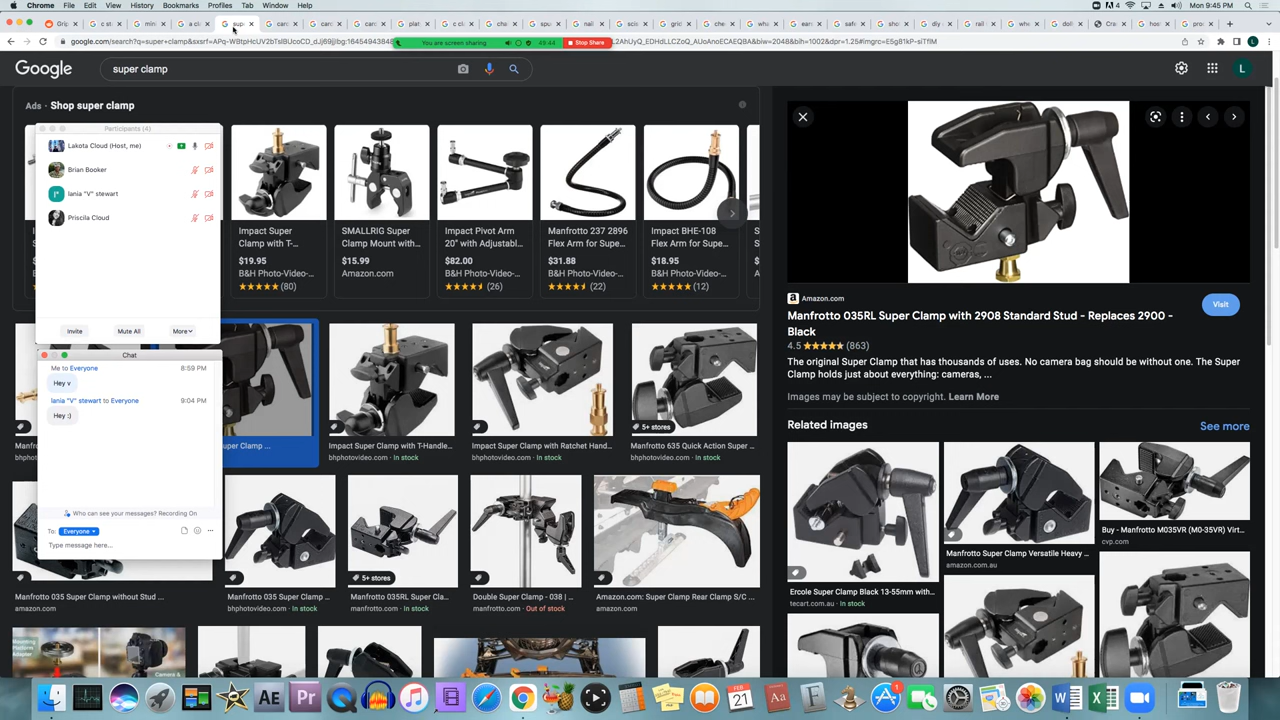 Chrome File Edit View History Bookmarks Profiles Tab Window Help
Mon 9:45 PM
You are screen sharing 49:44 Stop Share
Google
super clamp
L
Ads · Shop super clamp
Participants (4)
Lakota Cloud (Host, me)
Brian Booker
Iania "V" stewart
Priscila Cloud
Invite Mute All More
Impact Super Clamp with T-...
$19.95
B&H Photo-Video-...
(80)
SMALLRIG Super Clamp Mount with...
$15.99
Amazon.com
Impact Pivot Arm 20" with Adjustabl...
$82.00
B&H Photo-Video-...
(26)
Manfrotto 237 2896 Flex Arm for Supe...
$31.88
B&H Photo-Video-...
(22)
Impact BHE-108 Flex Arm for Supe...
$18.95
B&H Photo-Video-...
(12)
Chat
Me to Everyone 8:59 PM
Hey v
Iania "V" stewart to Everyone 9:04 PM
Hey :)
Who can see your messages? Recording On
To: Everyone
Type message here...
Super Clamp ...
Impact Super Clamp with T-Handle...
bhphotovideo.com · In stock
Impact Super Clamp with Ratchet Hand...
bhphotovideo.com · In stock
5+ stores
Manfrotto 635 Quick Action Super ...
bhphotovideo.com · In stock
Manfrotto 035 Super Clamp without Stud ...
amazon.com
Manfrotto 035 Super Clamp ...
bhphotovideo.com · In stock
5+ stores
Manfrotto 035RL Super Cla...
manfrotto.com · In stock
Double Super Clamp - 038 | ...
manfrotto.com · Out of stock
Amazon.com: Super Clamp Rear Clamp S/C ...
amazon.com
Amazon.com
Visit
Manfrotto 035RL Super Clamp with 2908 Standard Stud - Replaces 2900 -
Black
4.5 (863)
The original Super Clamp that has thousands of uses. No camera bag should be without one. The Super
Clamp holds just about everything: cameras, ...
Images may be subject to copyright. Learn More
Related images
See more
Ercole Super Clamp Black 13-55mm with...
tecart.com.au · In stock
Manfrotto Super Clamp Versatile Heavy ...
amazon.com.au
Buy - Manfrotto M035VR (M0-35VR) Virt...
cvp.com
FEB
21